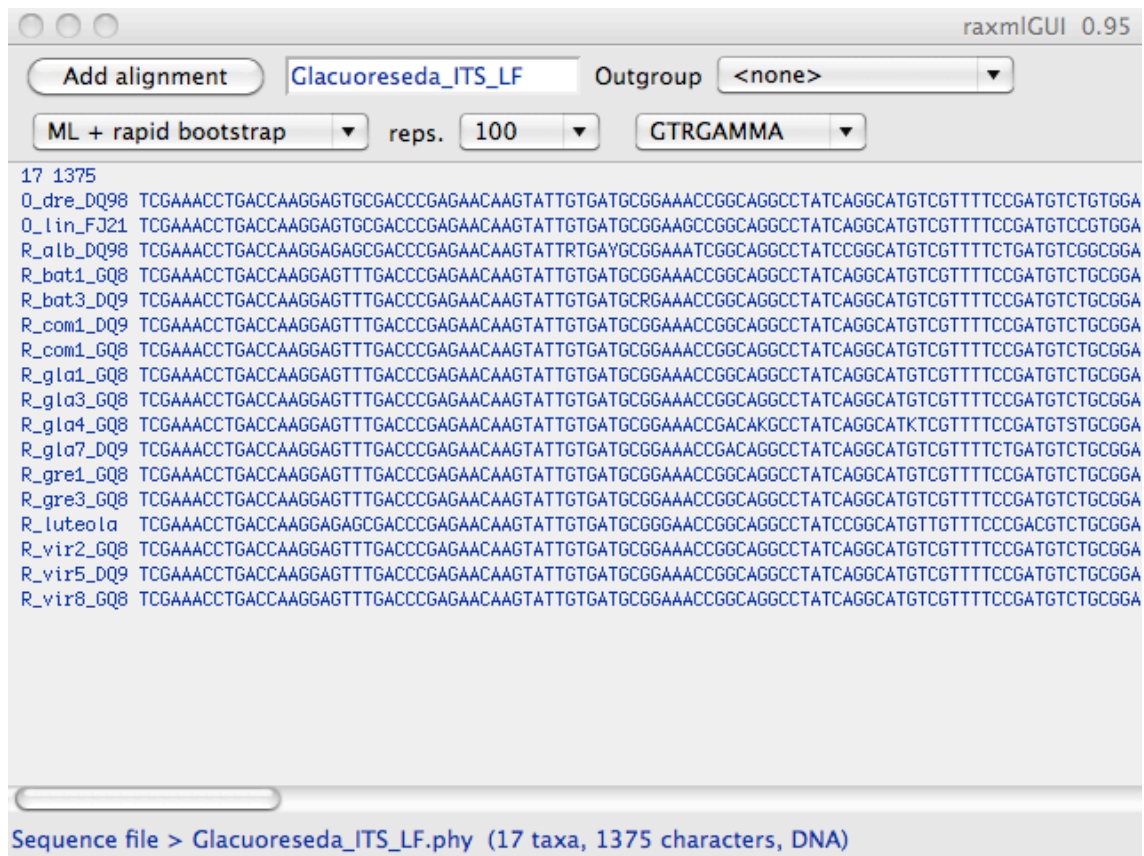 raxmlGUI 0.95
Add alignment Glacuoreseda_ITS_LF Outgroup <none>
ML + rapid bootstrap reps. 100 GTRGAMMA
17 1375
O_dre_DQ98 TCGAAACCTGACCAAGGAGTGCGACCCGAGAACAAGTATTGTGATGCGGAAACCGGCAGGCCTATCAGGCATGTCGTTTTCCGATGTCTGTGGA
O_lin_FJ21 TCGAAACCTGACCAAGGAGTGCGACCCGAGAACAAGTATTGTGATGCGGAAGCCGGCAGGCCTATCAGGCATGTCGTTTTCCGATGTCCGTGGA
R_alb_DQ98 TCGAAACCTGACCAAGGAGAGCGACCCGAGAACAAGTATTRTGAYGCGGAAATCGGCAGGCCTATCCGGCATGTCGTTTTCTGATGTCGGCGGA
R_bat1_GQ8 TCGAAACCTGACCAAGGAGTTTGACCCGAGAACAAGTATTGTGATGCGGAAACCGGCAGGCCTATCAGGCATGTCGTTTTCCGATGTCTGCGGA
R_bat3_DQ9 TCGAAACCTGACCAAGGAGTTTGACCCGAGAACAAGTATTGTGATGCRGAAACCGGCAGGCCTATCAGGCATGTCGTTTTCCGATGTCTGCGGA
R_com1_DQ9 TCGAAACCTGACCAAGGAGTTTGACCCGAGAACAAGTATTGTGATGCGGAAACCGGCAGGCCTATCAGGCATGTCGTTTTCCGATGTCTGCGGA
R_com1_GQ8 TCGAAACCTGACCAAGGAGTTTGACCCGAGAACAAGTATTGTGATGCGGAAACCGGCAGGCCTATCAGGCATGTCGTTTTCCGATGTCTGCGGA
R_gla1_GQ8 TCGAAACCTGACCAAGGAGTTTGACCCGAGAACAAGTATTGTGATGCGGAAACCGGCAGGCCTATCAGGCATGTCGTTTTCCGATGTCTGCGGA
R_gla3_GQ8 TCGAAACCTGACCAAGGAGTTTGACCCGAGAACAAGTATTGTGATGCGGAAACCGGCAGGCCTATCAGGCATGTCGTTTTCCGATGTCTGCGGA
R_gla4_GQ8 TCGAAACCTGACCAAGGAGTTTGACCCGAGAACAAGTATTGTGATGCGGAAACCGACAKGCCTATCAGGCATKTCGTTTTCCGATGTSTGCGGA
R_gla7_DQ9 TCGAAACCTGACCAAGGAGTTTGACCCGAGAACAAGTATTGTGATGCGGAAACCGACAGGCCTATCAGGCATGTCGTTTTCTGATGTCTGCGGA
R_gre1_GQ8 TCGAAACCTGACCAAGGAGTTTGACCCGAGAACAAGTATTGTGATGCGGAAACCGGCAGGCCTATCAGGCATGTCGTTTTCCGATGTCTGCGGA
R_gre3_GQ8 TCGAAACCTGACCAAGGAGTTTGACCCGAGAACAAGTATTGTGATGCGGAAACCGGCAGGCCTATCAGGCATGTCGTTTTCCGATGTCTGCGGA
R_luteola TCGAAACCTGACCAAGGAGAGCGACCCGAGAACAAGTATTGTGATGCGGGAACCGGCAGGCCTATCCGGCATGTTGTTTCCCGACGTCTGCGGA
R_vir2_GQ8 TCGAAACCTGACCAAGGAGTTTGACCCGAGAACAAGTATTGTGATGCGGAAACCGGCAGGCCTATCAGGCATGTCGTTTTCCGATGTCTGCGGA
R_vir5_DQ9 TCGAAACCTGACCAAGGAGTTTGACCCGAGAACAAGTATTGTGATGCGGAAACCGGCAGGCCTATCAGGCATGTCGTTTTCCGATGTCTGCGGA
R_vir8_GQ8 TCGAAACCTGACCAAGGAGTTTGACCCGAGAACAAGTATTGTGATGCGGAAACCGGCAGGCCTATCAGGCATGTCGTTTTCCGATGTCTGCGGA
Sequence file > Glacuoreseda_ITS_LF.phy (17 taxa, 1375 characters, DNA)